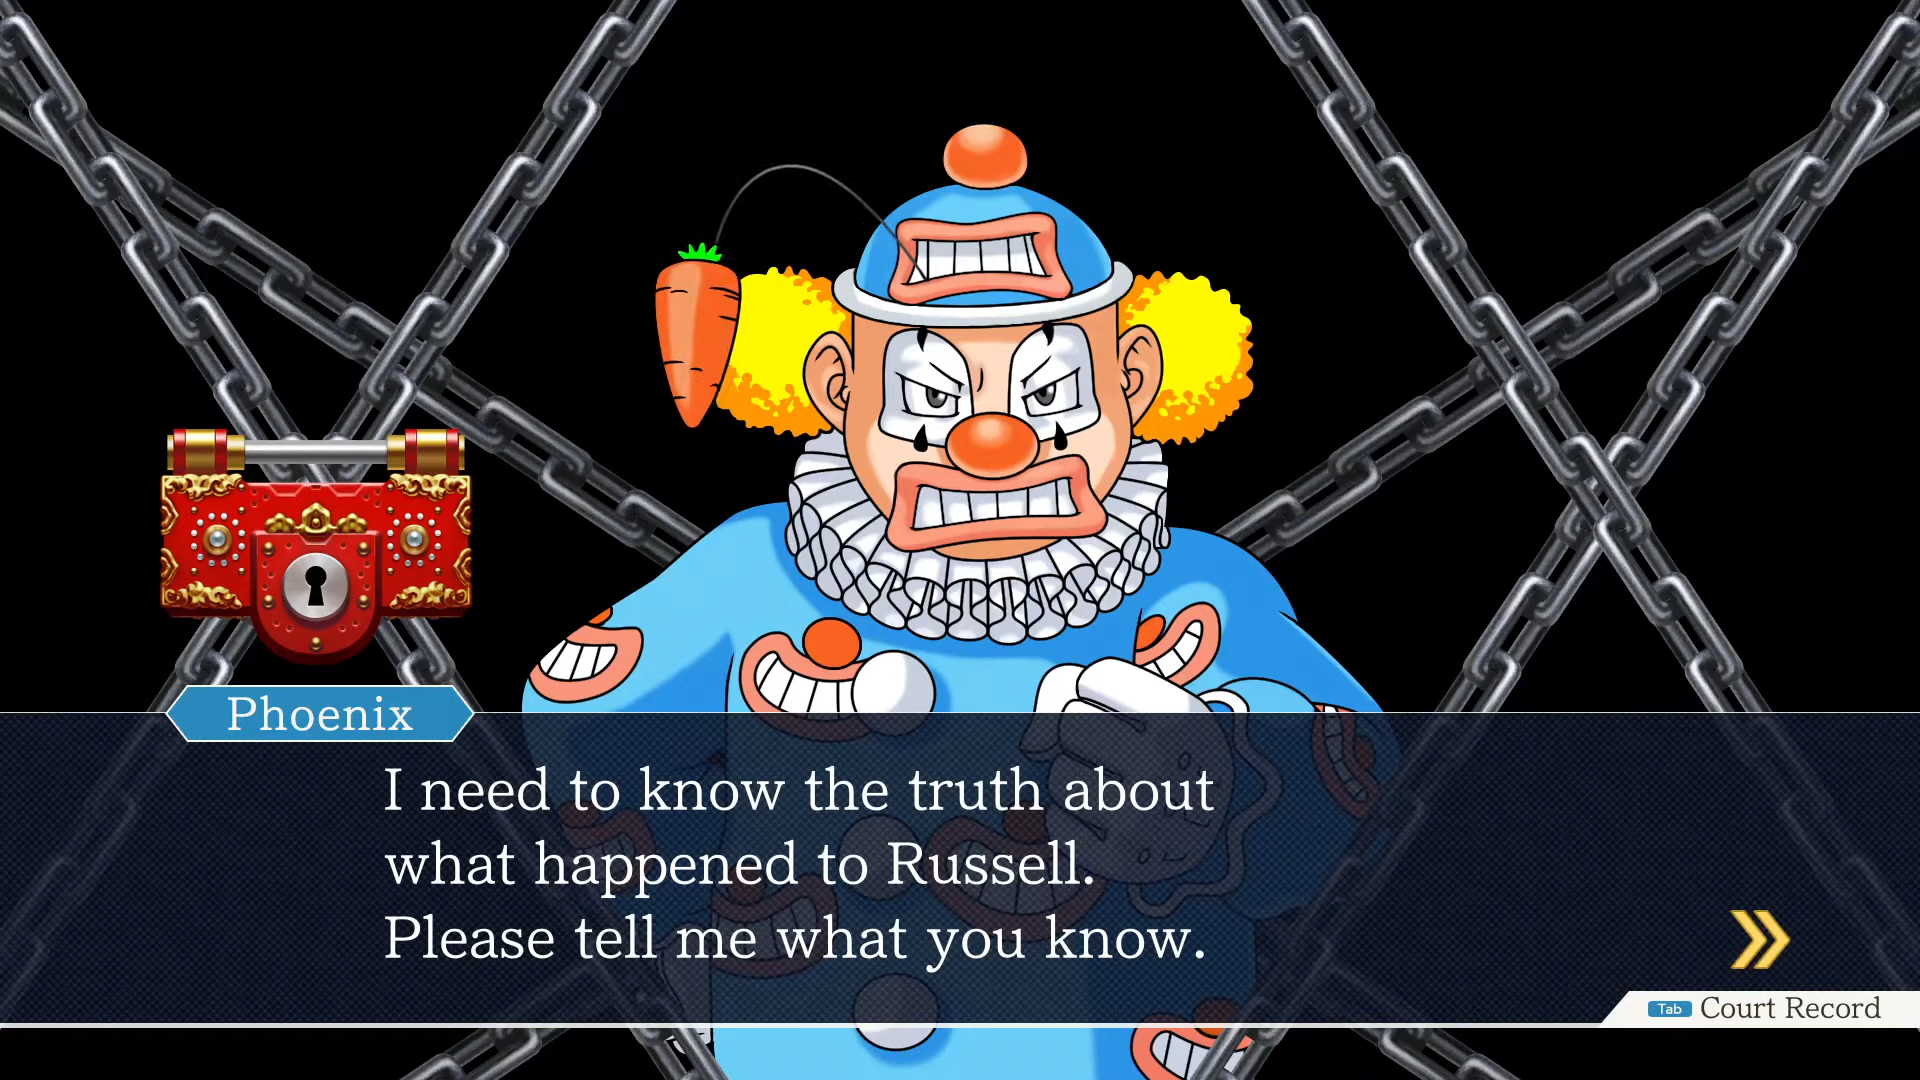 Phoenix
I need to know the truth about
what happened to Russell.
Please tell me what you know.
Tab Court Record